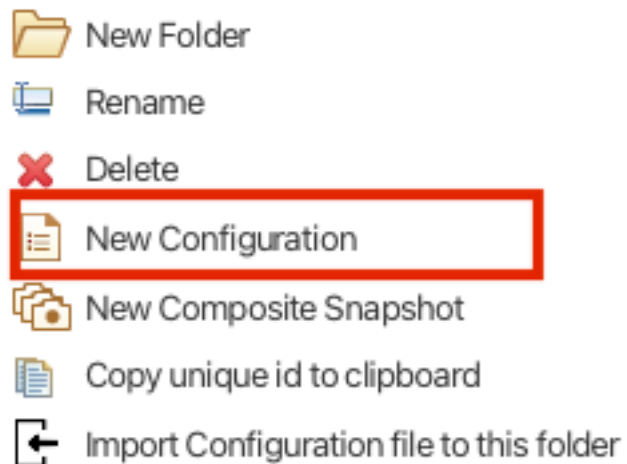 New Folder
Rename
Delete
New Configuration
New Composite Snapshot
Copy unique id to clipboard
Import Configuration file to this folder